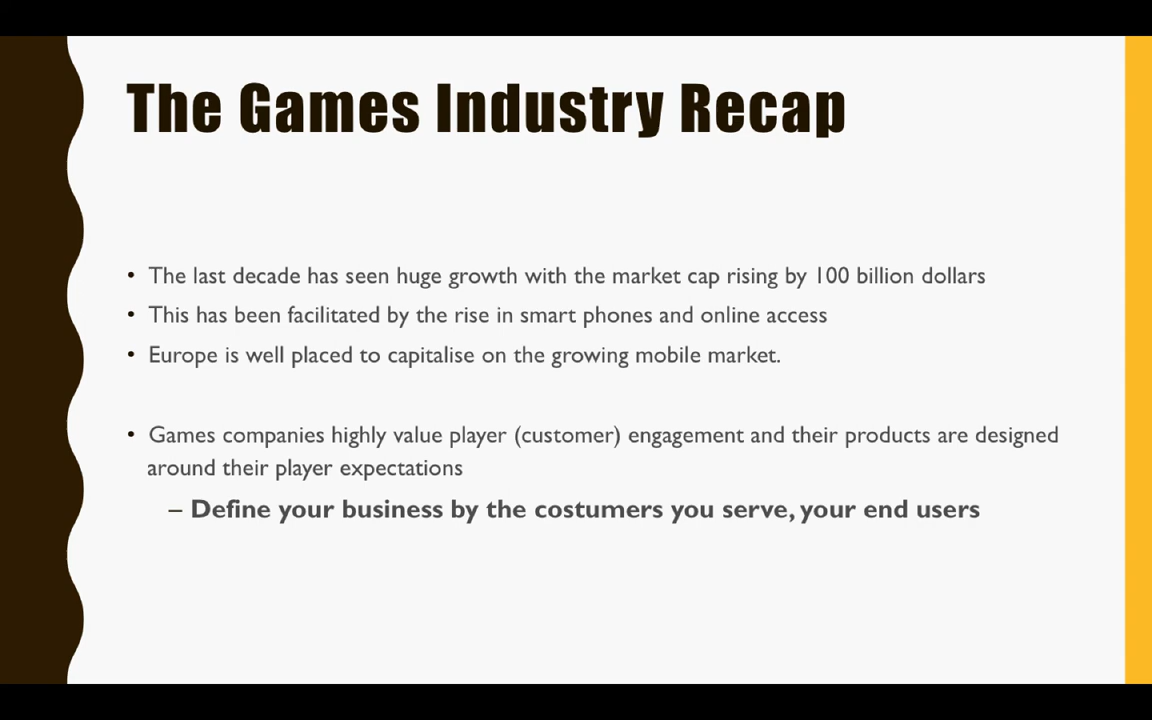 The Games Industry Recap
• The last decade has seen huge growth with the market cap rising by 100 billion dollars
• This has been facilitated by the rise in smart phones and online access
• Europe is well placed to capitalise on the growing mobile market.
• Games companies highly value player (customer) engagement and their products are designed
around their player expectations
– Define your business by the costumers you serve, your end users